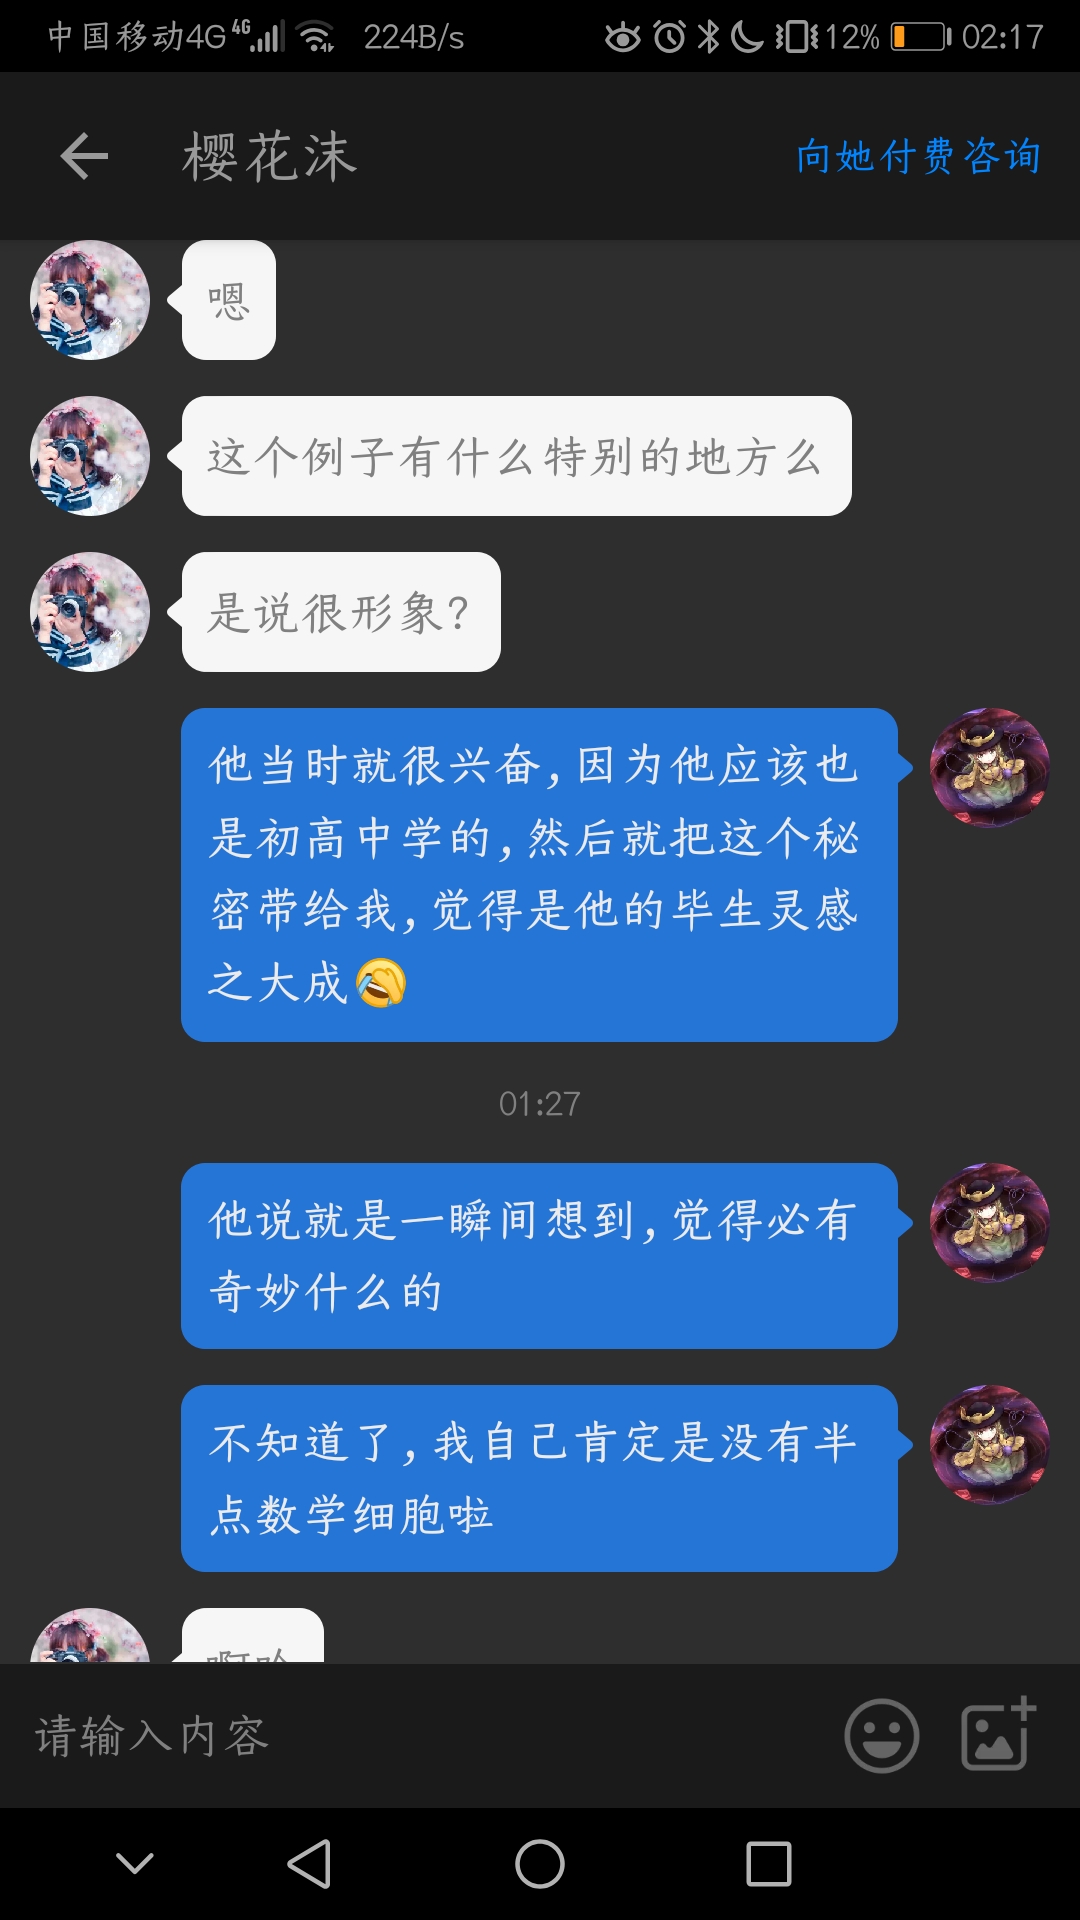 中国移动4G 4G 224B/s 12% 02:17
樱花沫 向她付费咨询
嗯
这个例子有什么特别的地方么
是说很形象?
他当时就很兴奋,因为他应该也
是初高中学的,然后就把这个秘
密带给我,觉得是他的毕生灵感
之大成🤣
01:27
他说就是一瞬间想到,觉得必有
奇妙什么的
不知道了,我自己肯定是没有半
点数学细胞啦
请输入内容